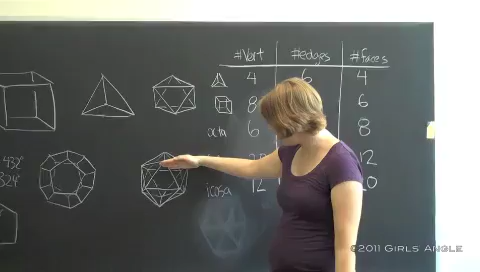 #Vert #edges #faces
4 6 4
8 6
octa 6 8
432° 12
324° icosa 12
©2011 GIRLS ANGLE